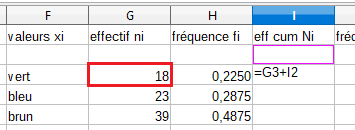 F G H I
valeurs xi effectif ni fréquence fi eff cum Ni
vert 18 0,2250 =G3+I2
bleu 23 0,2875
brun 39 0,4875